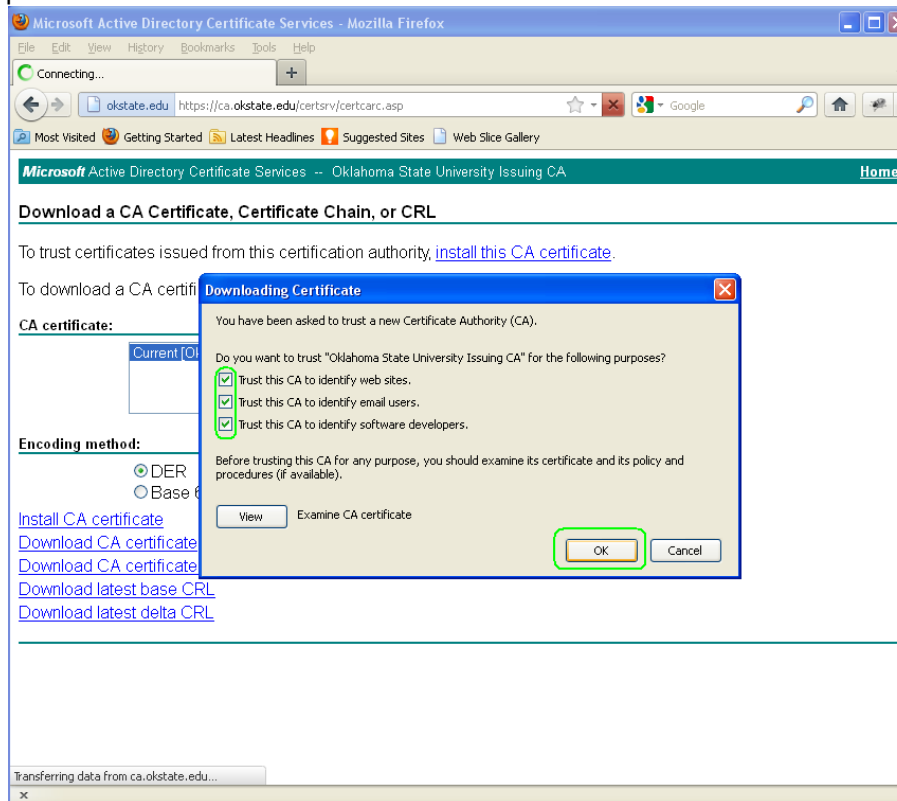 Microsoft Active Directory Certificate Services - Mozilla Firefox
File Edit View History Bookmarks Tools Help
Connecting... +
okstate.edu https://ca.okstate.edu/certsrv/certcarc.asp Google
Most Visited Getting Started Latest Headlines Suggested Sites Web Slice Gallery
Microsoft Active Directory Certificate Services -- Oklahoma State University Issuing CA Home
Download a CA Certificate, Certificate Chain, or CRL
To trust certificates issued from this certification authority, install this CA certificate.
To download a CA certifi
CA certificate:
Current [Ok
Encoding method:
DER
Base 6
Install CA certificate
Download CA certificate
Download CA certificate
Download latest base CRL
Download latest delta CRL
Downloading Certificate
You have been asked to trust a new Certificate Authority (CA).
Do you want to trust "Oklahoma State University Issuing CA" for the following purposes?
Trust this CA to identify web sites.
Trust this CA to identify email users.
Trust this CA to identify software developers.
Before trusting this CA for any purpose, you should examine its certificate and its policy and
procedures (if available).
View Examine CA certificate
OK Cancel
Transferring data from ca.okstate.edu...
x